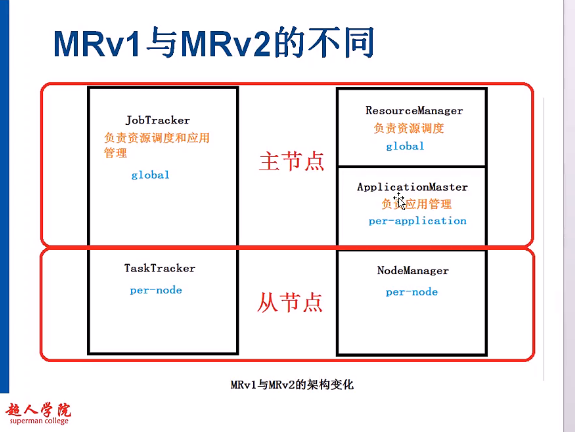 MRv1与MRv2的不同
JobTracker
负责资源调度和应用
管理
global
主节点
ResourceManager
负责资源调度
global
ApplicationMaster
负责应用管理
per-application
TaskTracker
per-node
从节点
NodeManager
per-node
MRv1与MRv2的架构变化
超人学院
superman college